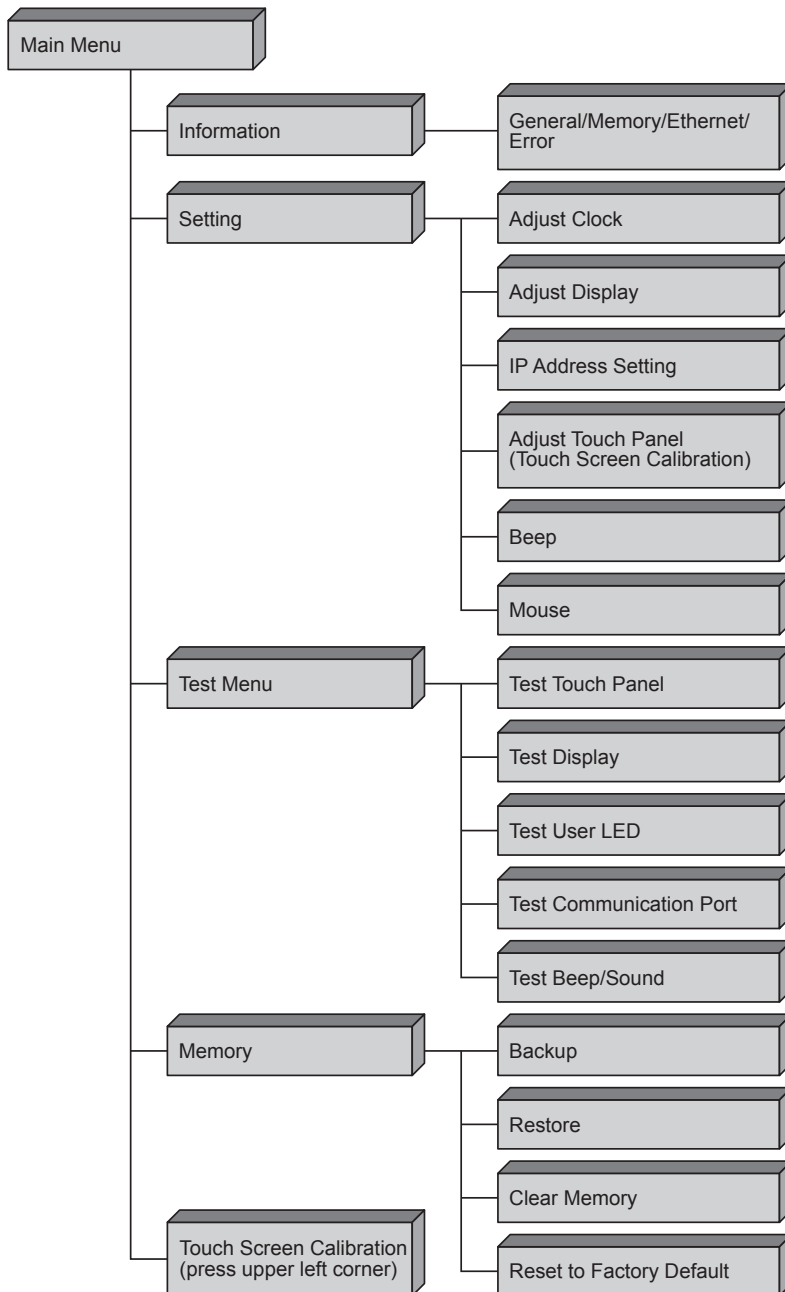 Main Menu
Information
General/Memory/Ethernet/
Error
Setting
Adjust Clock
Adjust Display
IP Address Setting
Adjust Touch Panel
(Touch Screen Calibration)
Beep
Mouse
Test Menu
Test Touch Panel
Test Display
Test User LED
Test Communication Port
Test Beep/Sound
Memory
Backup
Restore
Clear Memory
Reset to Factory Default
Touch Screen Calibration
(press upper left corner)